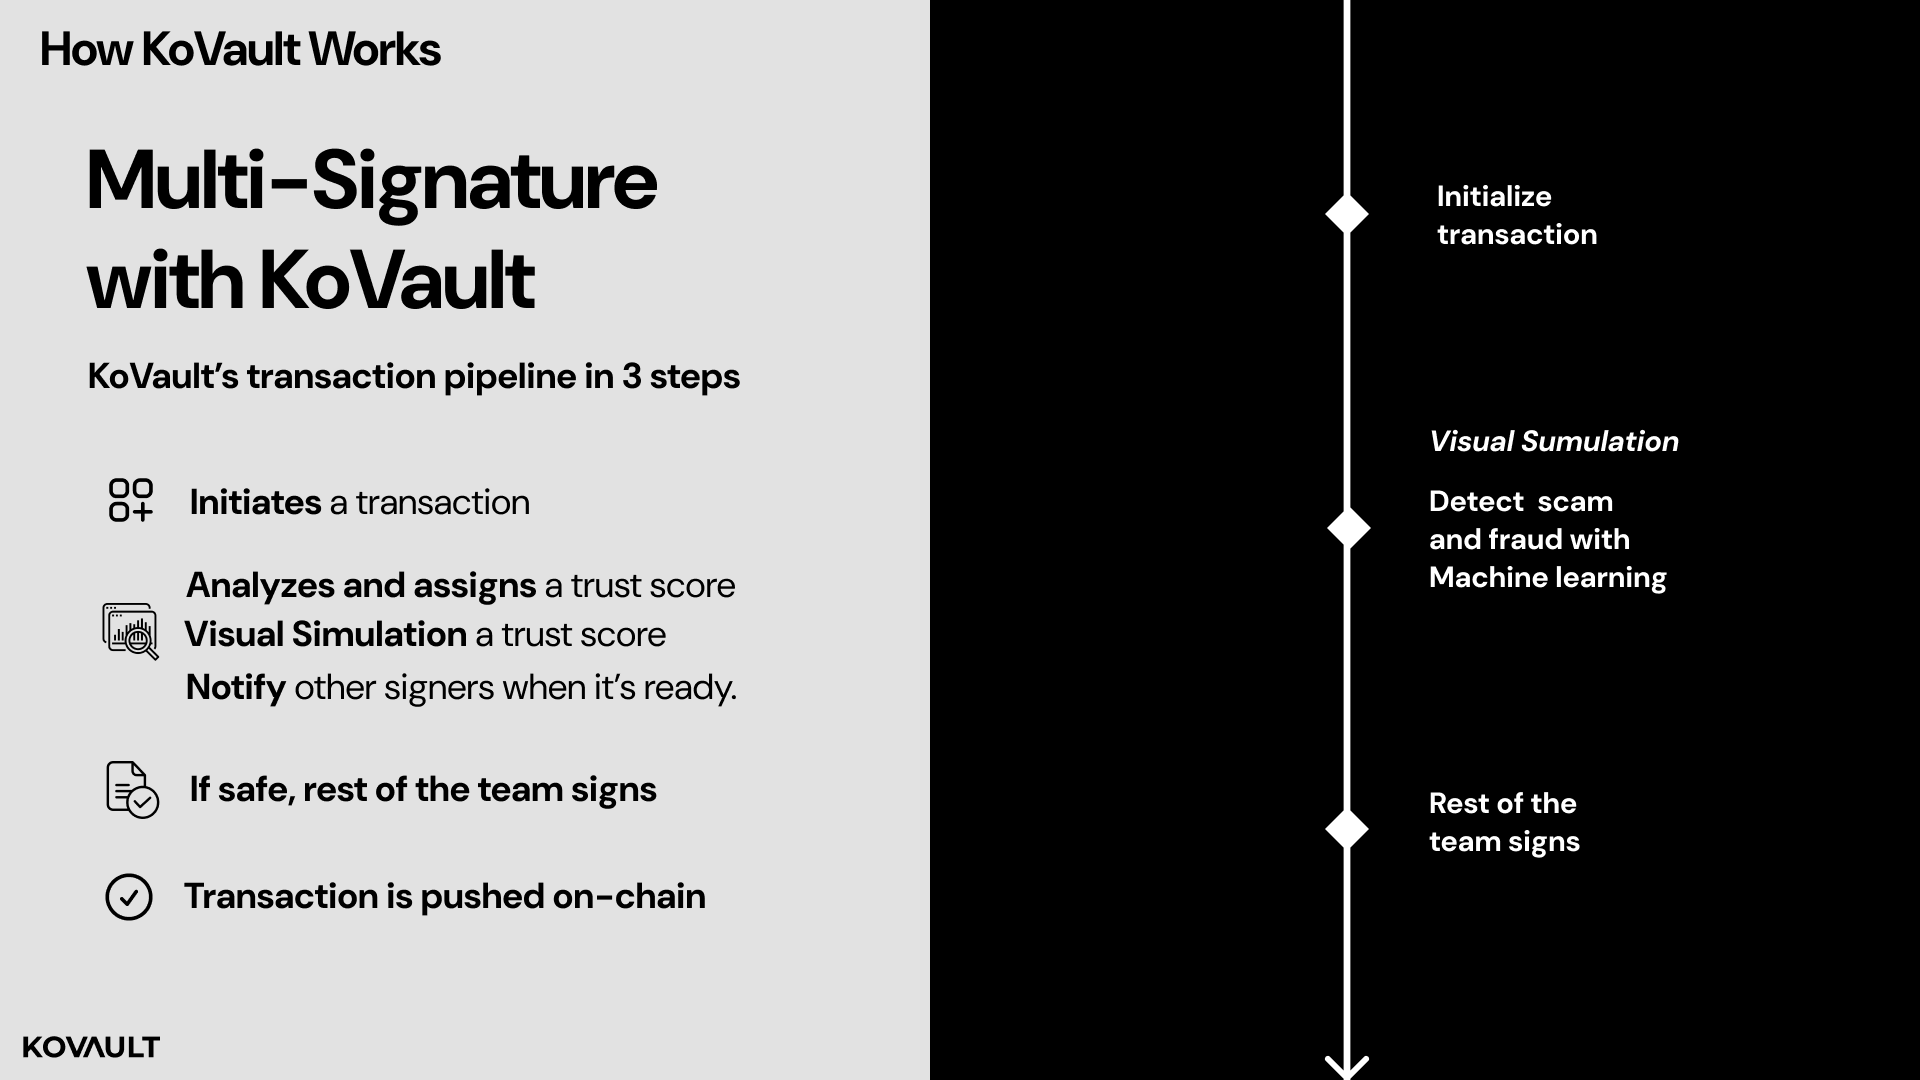 How KoVault Works
Multi-Signature
with KoVault
KoVault’s transaction pipeline in 3 steps
Initiates a transaction
Analyzes and assigns a trust score
Visual Simulation a trust score
Notify other signers when it’s ready.
If safe, rest of the team signs
Transaction is pushed on-chain
KOVAULT
Initialize
transaction
Visual Sumulation
Detect  scam
and fraud with
Machine learning
Rest of the
team signs